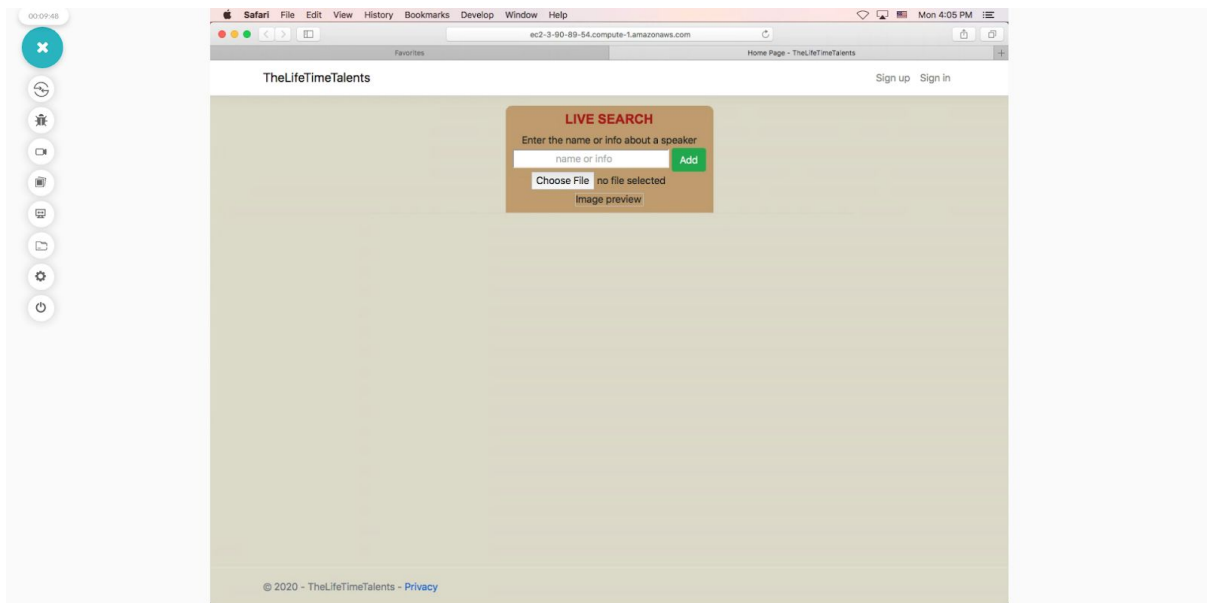 00:09:48
Safari File Edit View History Bookmarks Develop Window Help Mon 4:05 PM
ec2-3-90-89-54.compute-1.amazonaws.com
Favorites Home Page - TheLifeTimeTalents
TheLifeTimeTalents Sign up Sign in
LIVE SEARCH
Enter the name or info about a speaker
name or info Add
Choose File no file selected
Image preview
© 2020 - TheLifeTimeTalents - Privacy